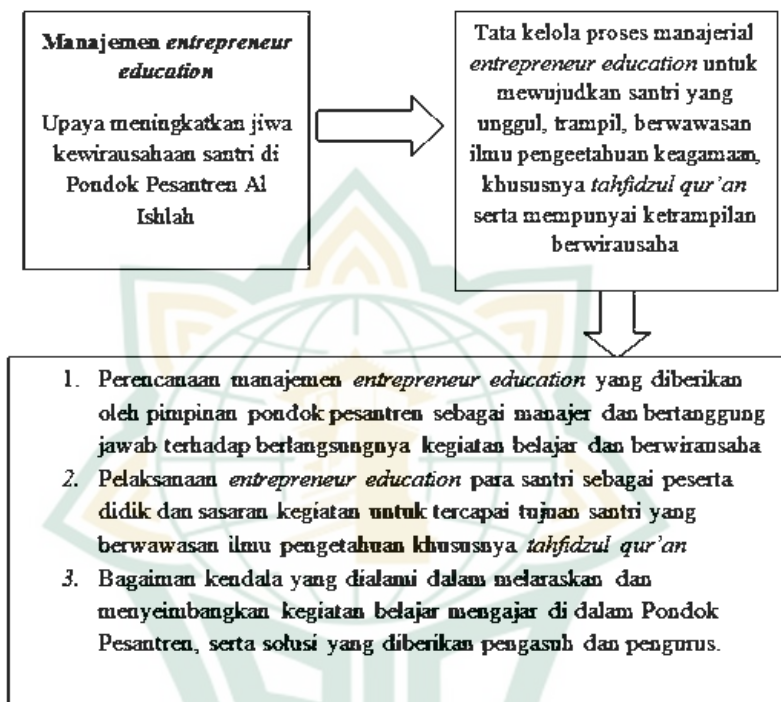 Manajemen entrepreneur
education
Upaya meningkatkan jiwa
kewirausahaan santri di
Pondok Pesantren Al
Ishlah
Tata kelola proses manajerial
entrepreneur education untuk
mewujudkan santri yang
unggul, trampil, berwawasan
ilmu pengeetahuan keagamaan,
khususnya tahfidzul qur'an
serta mempunyai ketrampilan
berwirausaha
1. Perencanaan manajemen entrepreneur education yang diberikan
oleh pimpinan pondok pesantren sebagai manajer dan bertanggung
jawab terhadap berlangsungnya kegiatan belajar dan berwirausaha
2. Pelaksanaan entrepreneur education para santri sebagai peserta
didik dan sasaran kegiatan untuk tercapai tujuan santri yang
berwawasan ilmu pengetahuan khususnya tahfidzul qur'an
3. Bagaiman kendala yang dialami dalam melaraskan dan
menyeimbangkan kegiatan belajar mengajar di dalam Pondok
Pesantren, serta solusi yang diberikan pengasuh dan pengurus.